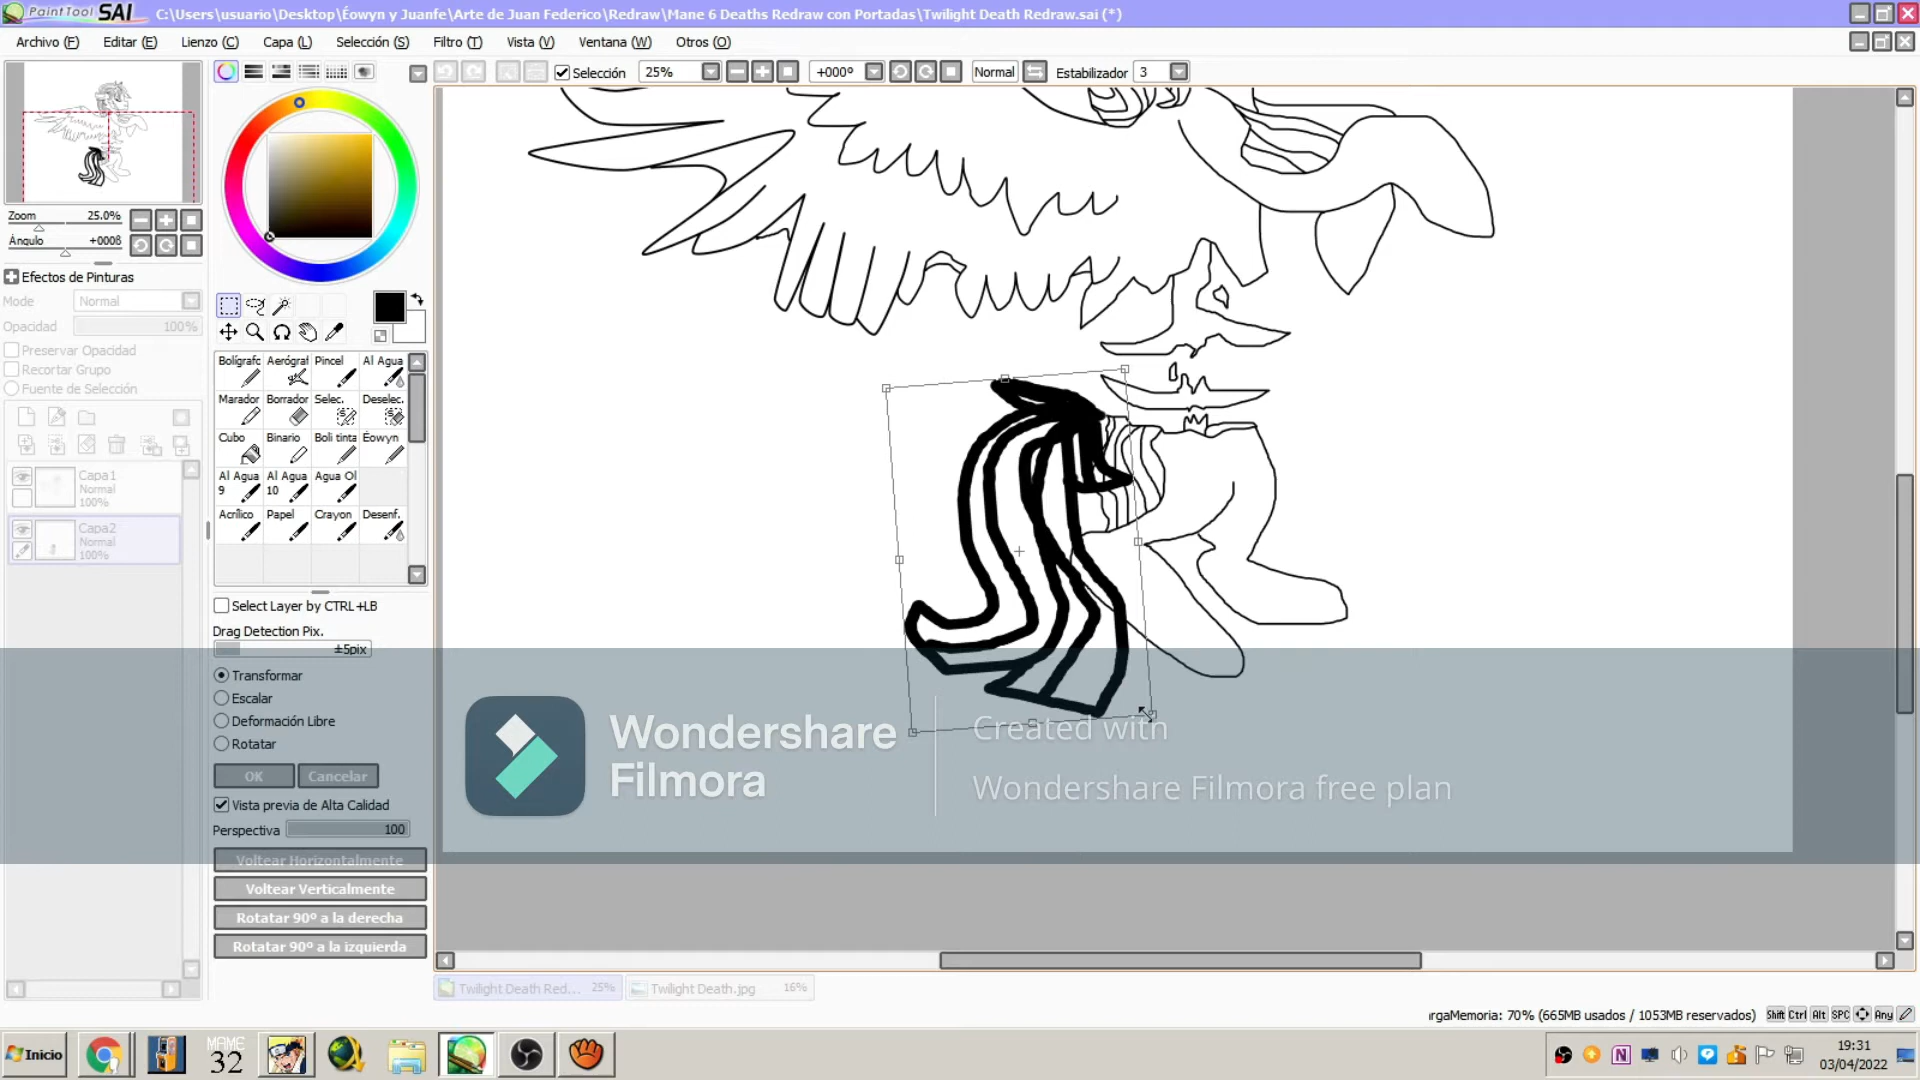 PaintTool SAI C:\Users\usuario\Desktop\Éowyn y Juanfe\Arte de Juan Federico\Redraw\Mane 6 Deaths Redraw con Portadas\Twilight Death Redraw.sai (*)
Archivo (F) Editar (E) Lienzo (C) Capa (L) Selección (S) Filtro (T) Vista (V) Ventana (W) Otros (O)
Selección 25% +000º Normal Estabilizador 3
Zoom 25.0%
Ángulo +0008
Efectos de Pinturas
Mode Normal
Opacidad 100%
Preservar Opacidad
Recortar Grupo
Fuente de Selección
Capa1
Normal
100%
Capa2
Normal
100%
Bolígrafc Aerógraf Pincel Al Agua
Marador Borrador Selec. Deselec.
Cubo Binario Boli tinta Éowyn
Al Agua 9 Al Agua 10 Agua Ol
Acrílico Papel Crayon Desenf.
Select Layer by CTRL+LB
Drag Detection Pix.
±5pix
Transformar
Escalar
Deformación Libre
Rotatar
OK Cancelar
Vista previa de Alta Calidad
Perspectiva 100
Voltear Horizontalmente
Voltear Verticalmente
Rotatar 90º a la derecha
Rotatar 90º a la izquierda
Wondershare
Filmora
Created with
Wondershare Filmora free plan
Twilight Death Red... 25% Twilight Death.jpg 16%
ırgaMemoria: 70% (665MB usados / 1053MB reservados) Shift Ctrl Alt SPC Any
Inicio
MAME
32
N
19:31
03/04/2022